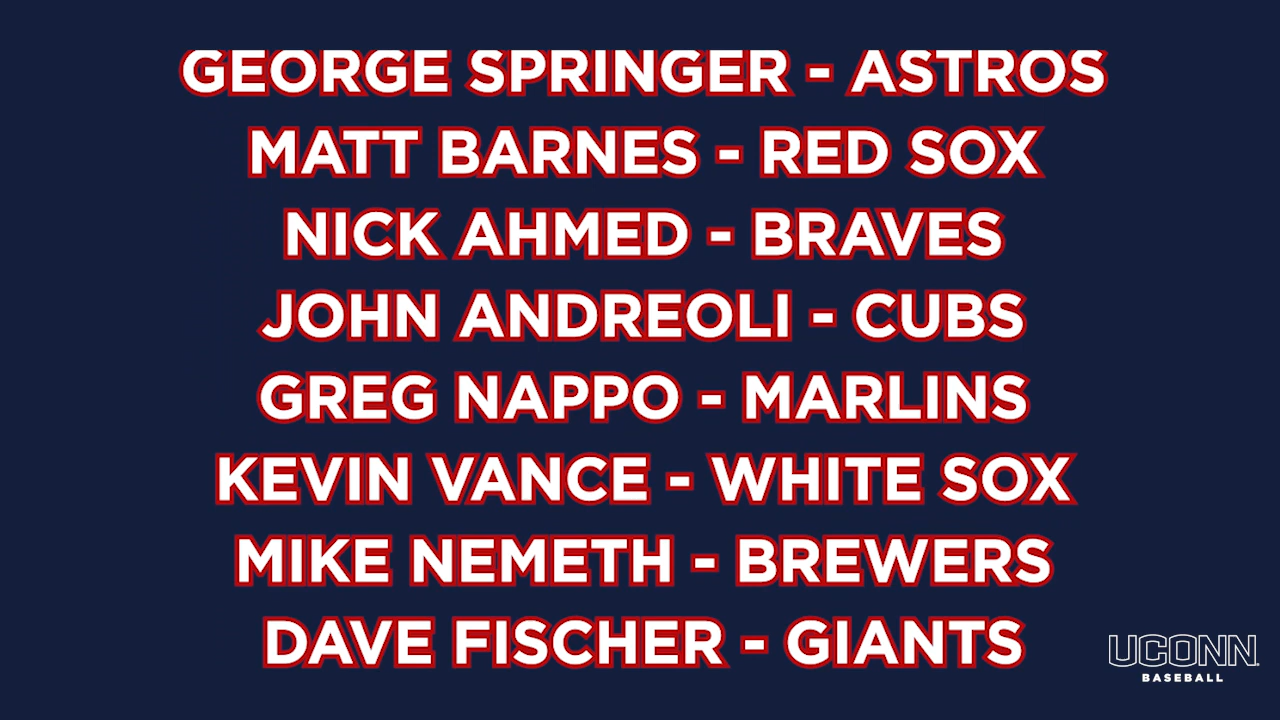 GEORGE SPRINGER - ASTROS
MATT BARNES - RED SOX
NICK AHMED - BRAVES
JOHN ANDREOLI - CUBS
GREG NAPPO - MARLINS
KEVIN VANCE - WHITE SOX
MIKE NEMETH - BREWERS
DAVE FISCHER - GIANTS
UCONN
BASEBALL